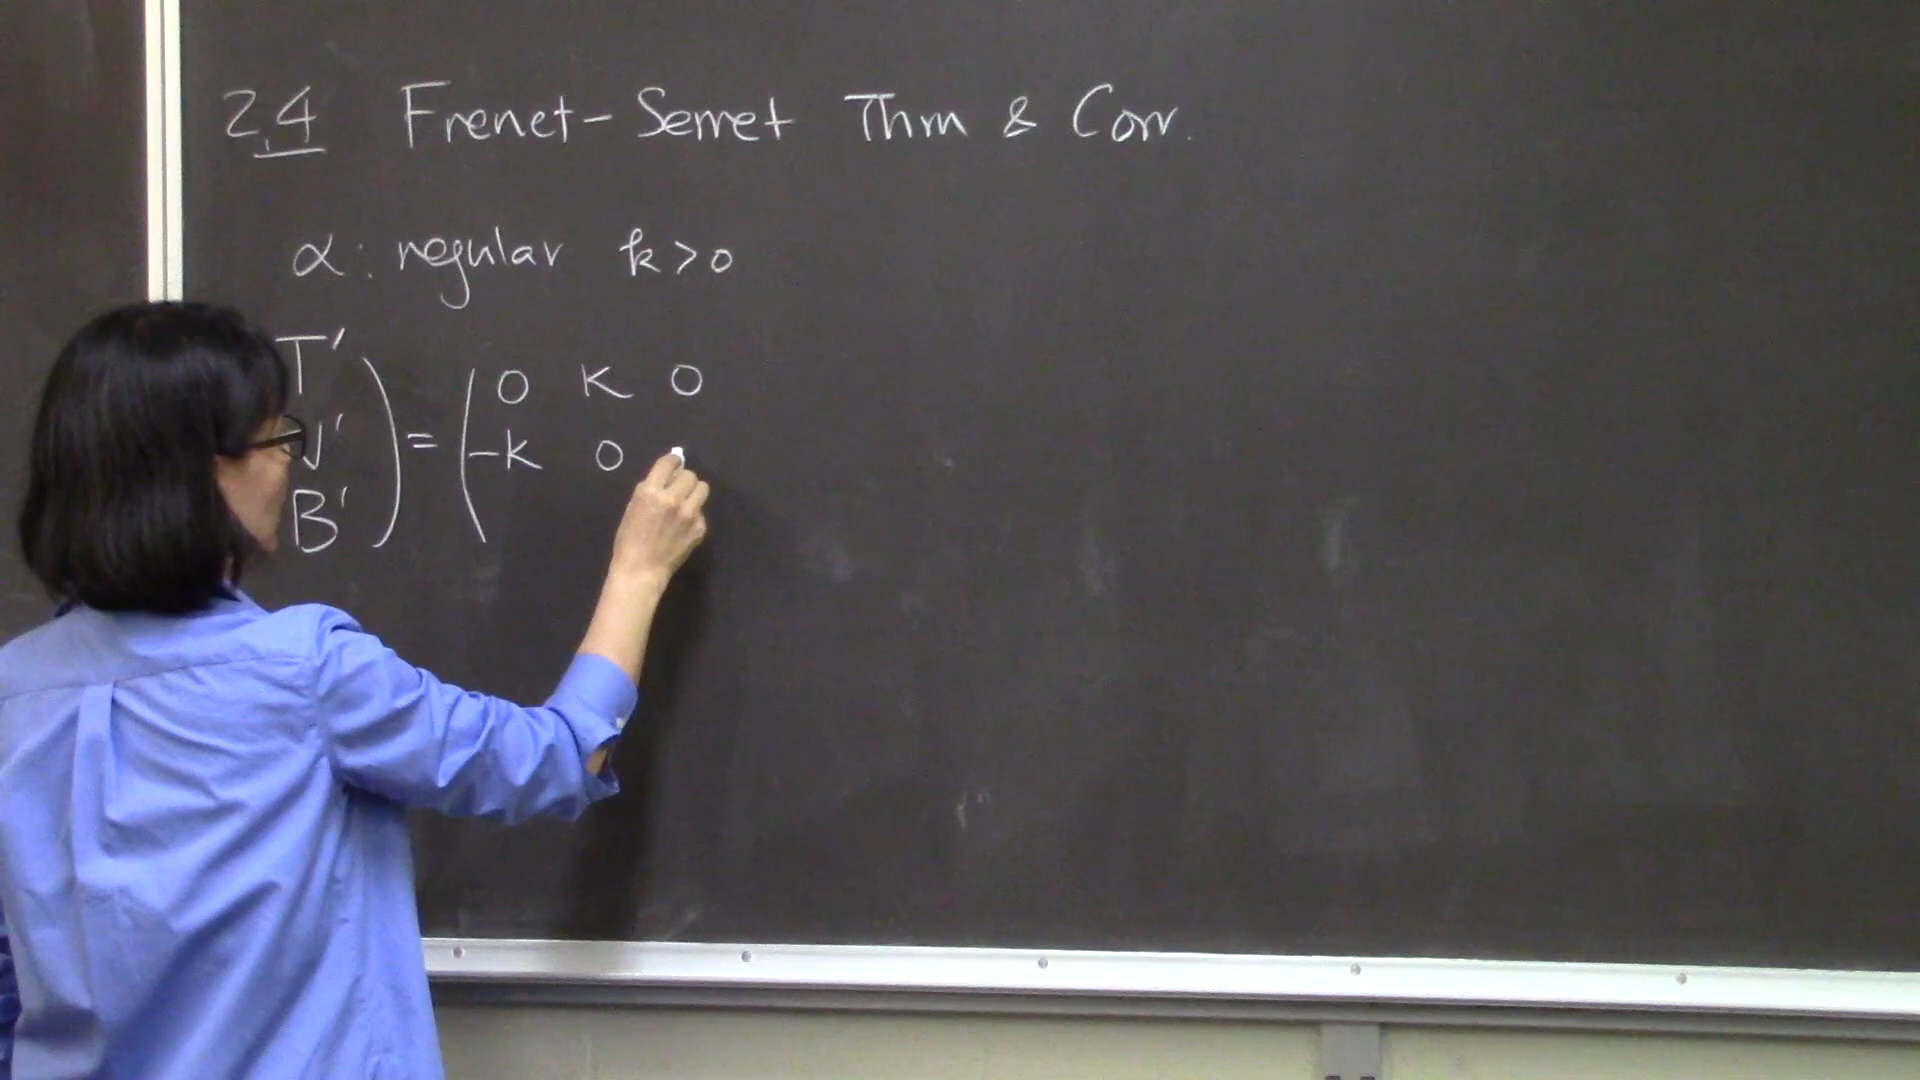 2.4 Frenet-Serret Thm & Corr.
α: regular k>0
T' 0 K 0
N' = -K 0
B'